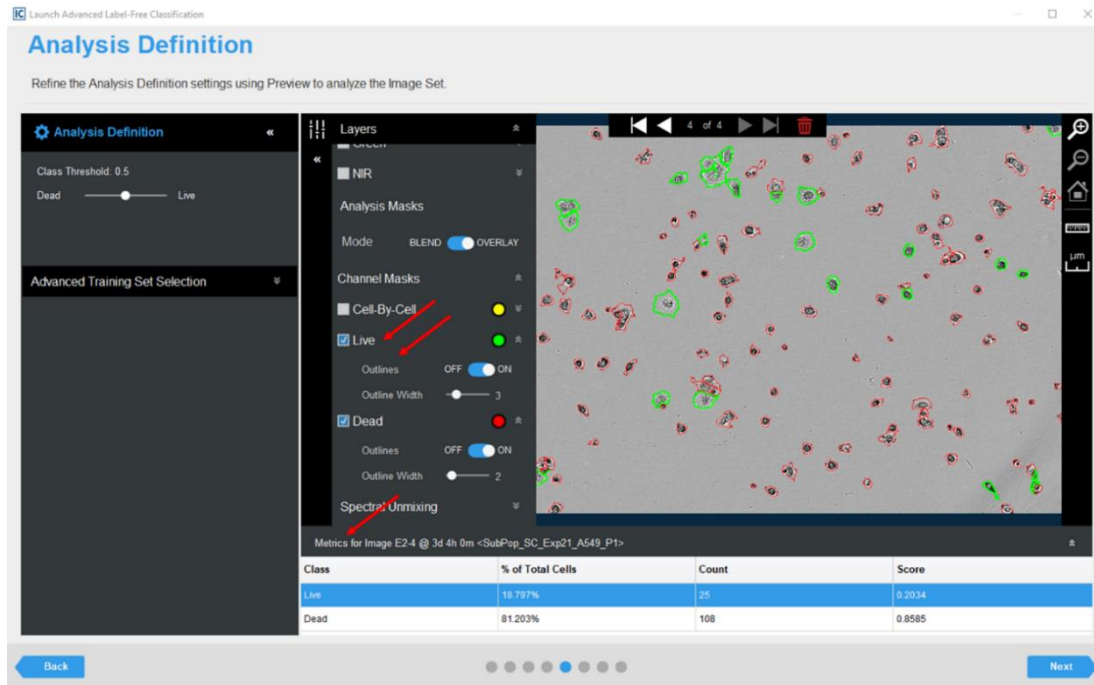 IC Launch Advanced Label-Free Classification
Analysis Definition
Refine the Analysis Definition settings using Preview to analyze the Image Set.
Analysis Definition «
Class Threshold: 0.5
Dead Live
Advanced Training Set Selection
Layers
4 of 4
Green
NIR
Analysis Masks
Mode BLEND OVERLAY
Channel Masks
Cell-By-Cell
Live
Outlines OFF ON
Outline Width 3
Dead
Outlines OFF ON
Outline Width 2
Spectral Unmixing
µm
Metrics for Image E2-4 @ 3d 4h 0m <SubPop_SC_Exp21_A549_P1>
Class % of Total Cells Count Score
Live 18.797% 25 0.2034
Dead 81.203% 108 0.8585
Back Next